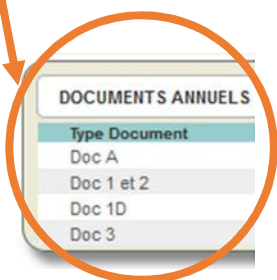 DOCUMENTS ANNUELS
Type Document
Doc A
Doc 1 et 2
Doc 1D
Doc 3